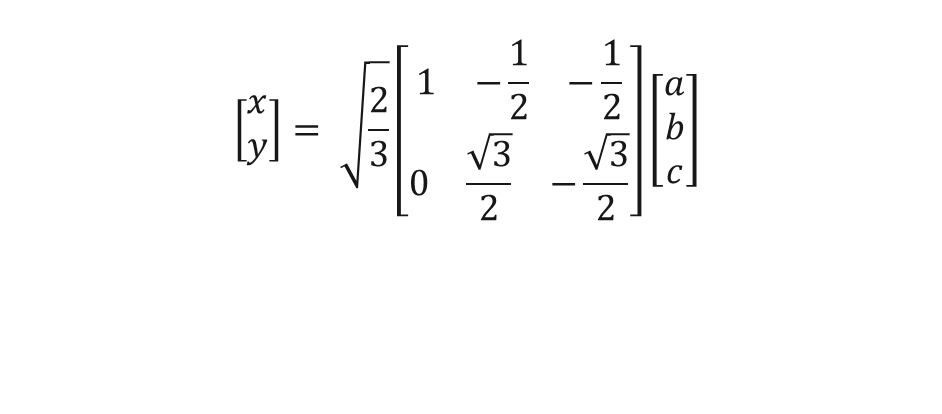 [x y] = √(2/3) [1 −1/2 −1/2; 0 √3/2 −√3/2] [a b c]